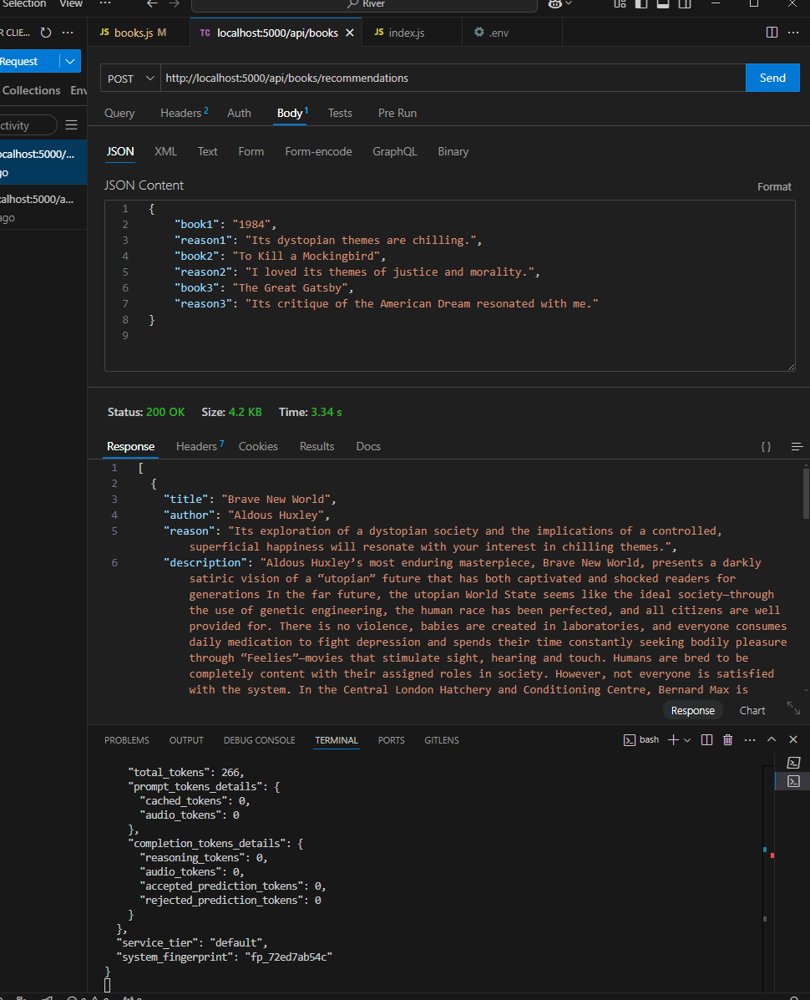 Selection View ··· River
R CLIE... ···
JS books.js M TC localhost:5000/api/books JS index.js .env ···
Request
POST http://localhost:5000/api/books/recommendations Send
Collections Env
Query Headers 2 Auth Body 1 Tests Pre Run
ctivity
JSON XML Text Form Form-encode GraphQL Binary
ocalhost:5000/...
go
calhost:5000/a...
ago
JSON Content Format
1 {
2 "book1": "1984",
3 "reason1": "Its dystopian themes are chilling.",
4 "book2": "To Kill a Mockingbird",
5 "reason2": "I loved its themes of justice and morality.",
6 "book3": "The Great Gatsby",
7 "reason3": "Its critique of the American Dream resonated with me."
8 }
9
Status: 200 OK Size: 4.2 KB Time: 3.34 s
Response Headers 7 Cookies Results Docs {}
1 [
2 {
3 "title": "Brave New World",
4 "author": "Aldous Huxley",
5 "reason": "Its exploration of a dystopian society and the implications of a controlled,
superficial happiness will resonate with your interest in chilling themes.",
6 "description": "Aldous Huxley’s most enduring masterpiece, Brave New World, presents a darkly
satiric vision of a “utopian” future that has both captivated and shocked readers for
generations In the far future, the utopian World State seems like the ideal society—through
the use of genetic engineering, the human race has been perfected, and all citizens are well
provided for. There is no violence, babies are created in laboratories, and everyone consumes
daily medication to fight depression and spends their time constantly seeking bodily pleasure
through “Feelies”—movies that stimulate sight, hearing and touch. Humans are bred to be
completely content with their assigned roles in society. However, not everyone is satisfied
with the system. In the Central London Hatchery and Conditioning Centre, Bernard Max is
Response Chart
PROBLEMS OUTPUT DEBUG CONSOLE TERMINAL PORTS GITLENS bash ···
"total_tokens": 266,
"prompt_tokens_details": {
"cached_tokens": 0,
"audio_tokens": 0
},
"completion_tokens_details": {
"reasoning_tokens": 0,
"audio_tokens": 0,
"accepted_prediction_tokens": 0,
"rejected_prediction_tokens": 0
}
},
"service_tier": "default",
"system_fingerprint": "fp_72ed7ab54c"
}